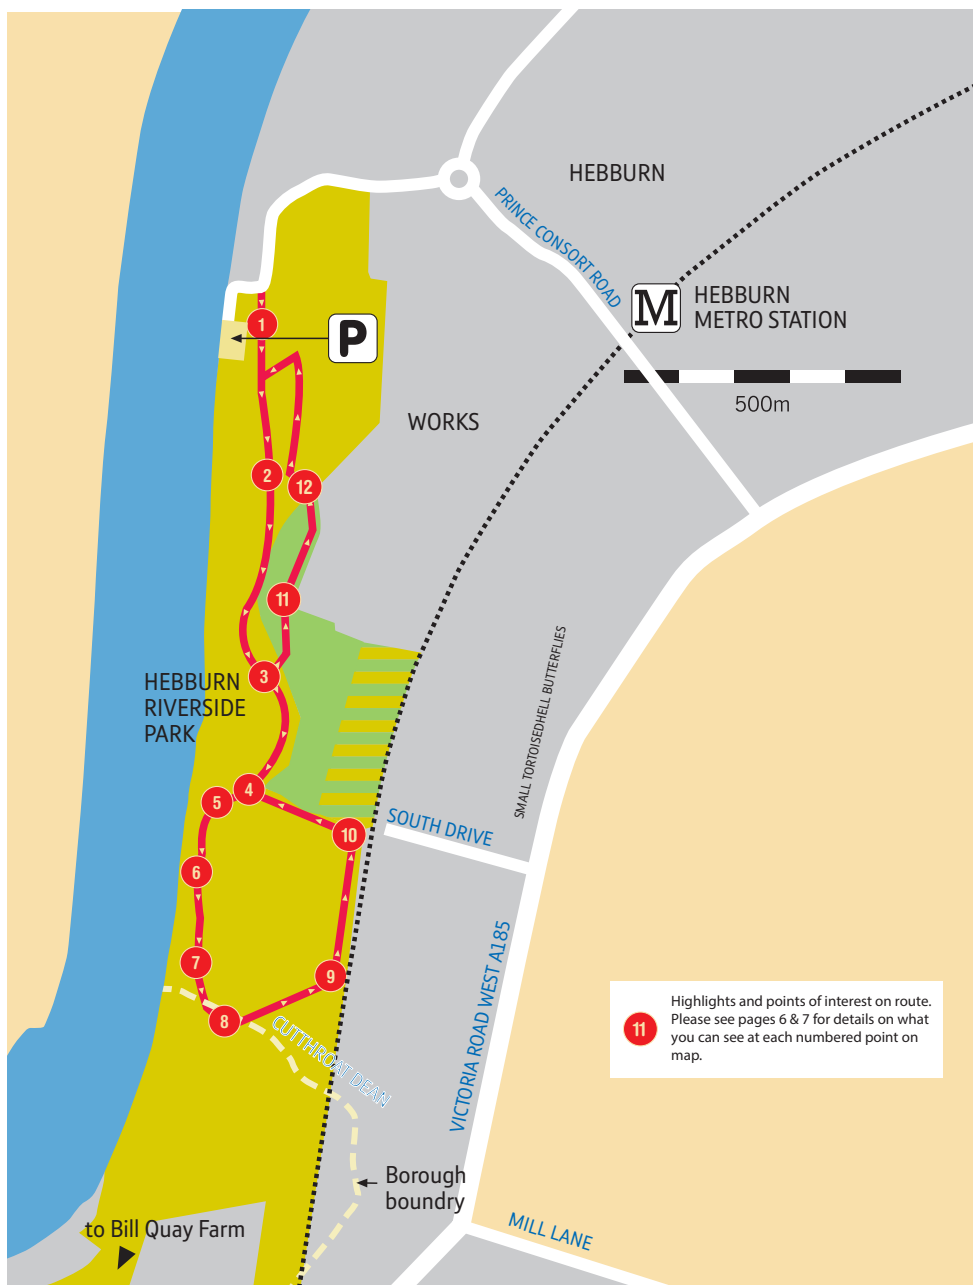 HEBBURN
PRINCE CONSORT ROAD
M
HEBBURN
METRO STATION
1
P
500m
WORKS
2
12
11
SMALL TORTOISEDHELL BUTTERFLIES
3
HEBBURN
RIVERSIDE
PARK
4
5
SOUTH DRIVE
10
6
7
9
8
CUTTHROAT DEAN
VICTORIA ROAD WEST A185
11
Highlights and points of interest on route.
Please see pages 6 & 7 for details on what
you can see at each numbered point on
map.
Borough
boundry
to Bill Quay Farm
MILL LANE